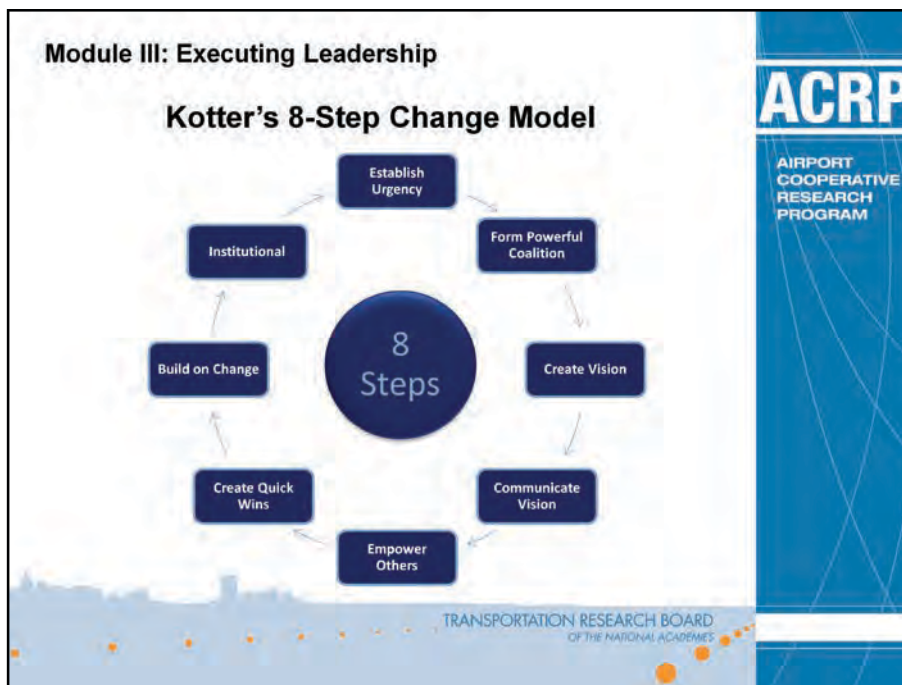 Module III: Executing Leadership
Kotter's 8-Step Change Model
Establish
Urgency
Form Powerful
Coalition
Create Vision
Communicate
Vision
Empower
Others
Create Quick
Wins
Build on Change
Institutional
8
Steps
TRANSPORTATION RESEARCH BOARD
OF THE NATIONAL ACADEMIES
ACRP
AIRPORT
COOPERATIVE
RESEARCH
PROGRAM